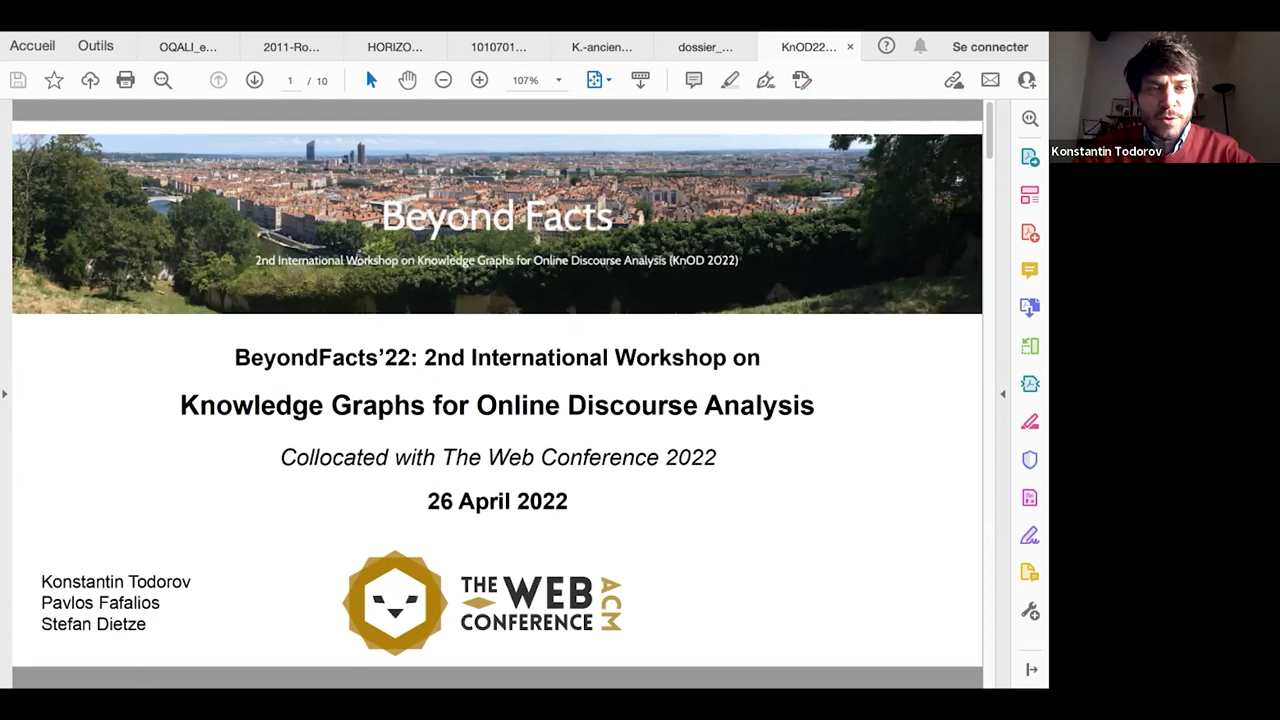 Accueil Outils OQALI_e... 2011-Ro... HORIZO... 1010701... K.-ancien... dossier_... KnOD22... × Se connecter
1 / 10 107%
Konstantin Todorov
Beyond Facts
2nd International Workshop on Knowledge Graphs for Online Discourse Analysis (KnOD 2022)
BeyondFacts’22: 2nd International Workshop on
Knowledge Graphs for Online Discourse Analysis
Collocated with The Web Conference 2022
26 April 2022
Konstantin Todorov
Pavlos Fafalios
Stefan Dietze
THE WEB
CONFERENCE
ACM